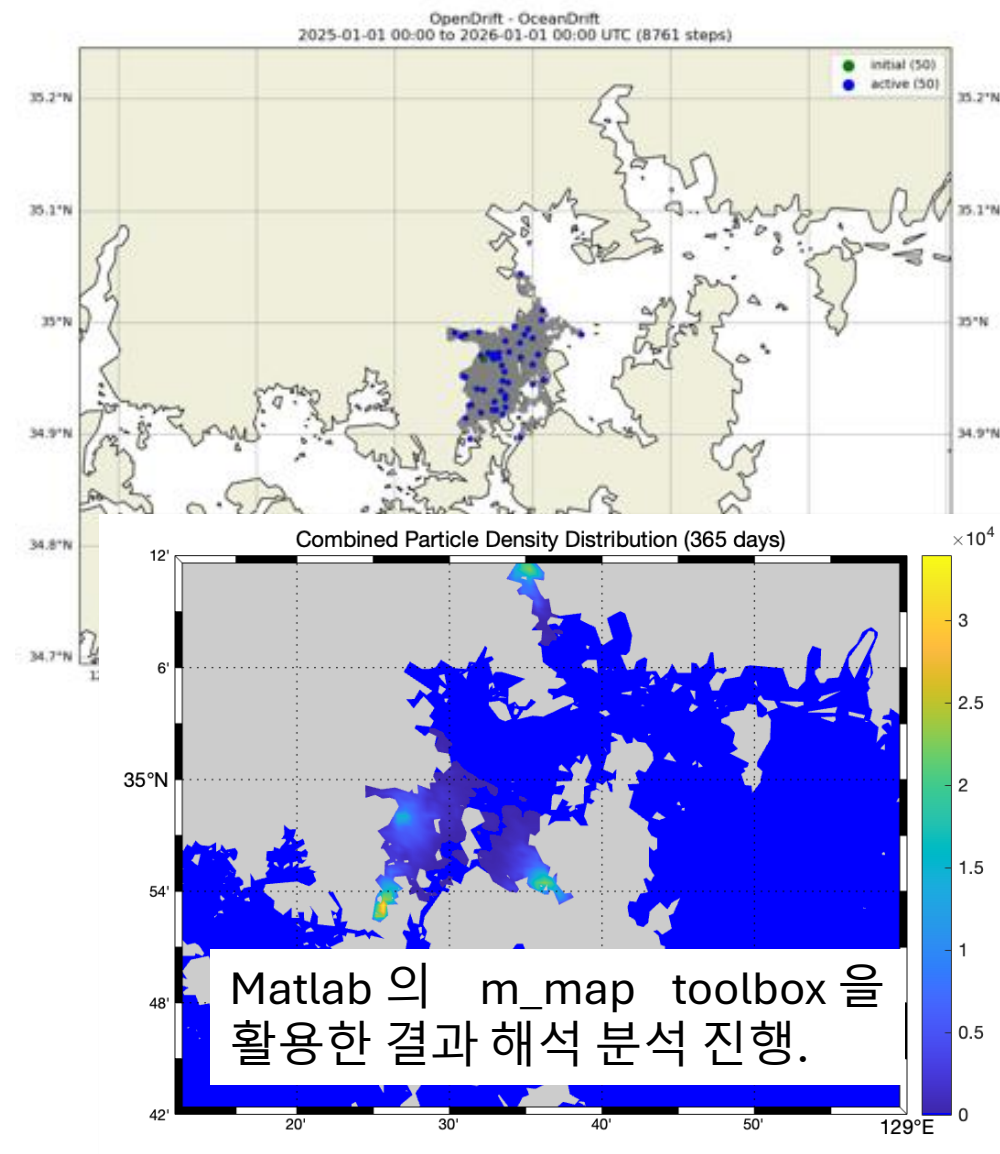 OpenDrift - OceanDrift
2025-01-01 00:00 to 2026-01-01 00:00 UTC (8761 steps)
initial (50)
active (50)
35.2°N
35.2°N
35.1°N
35.1°N
35°N
35°N
34.9°N
34.9°N
34.8°N
34.7°N
Combined Particle Density Distribution (365 days)
×10⁴
12'
6'
35°N
54'
48'
42'
20'
30'
40'
50'
129°E
3
2.5
2
1.5
1
0.5
0
Matlab 의 m_map toolbox 을
활용한 결과 해석 분석 진행.